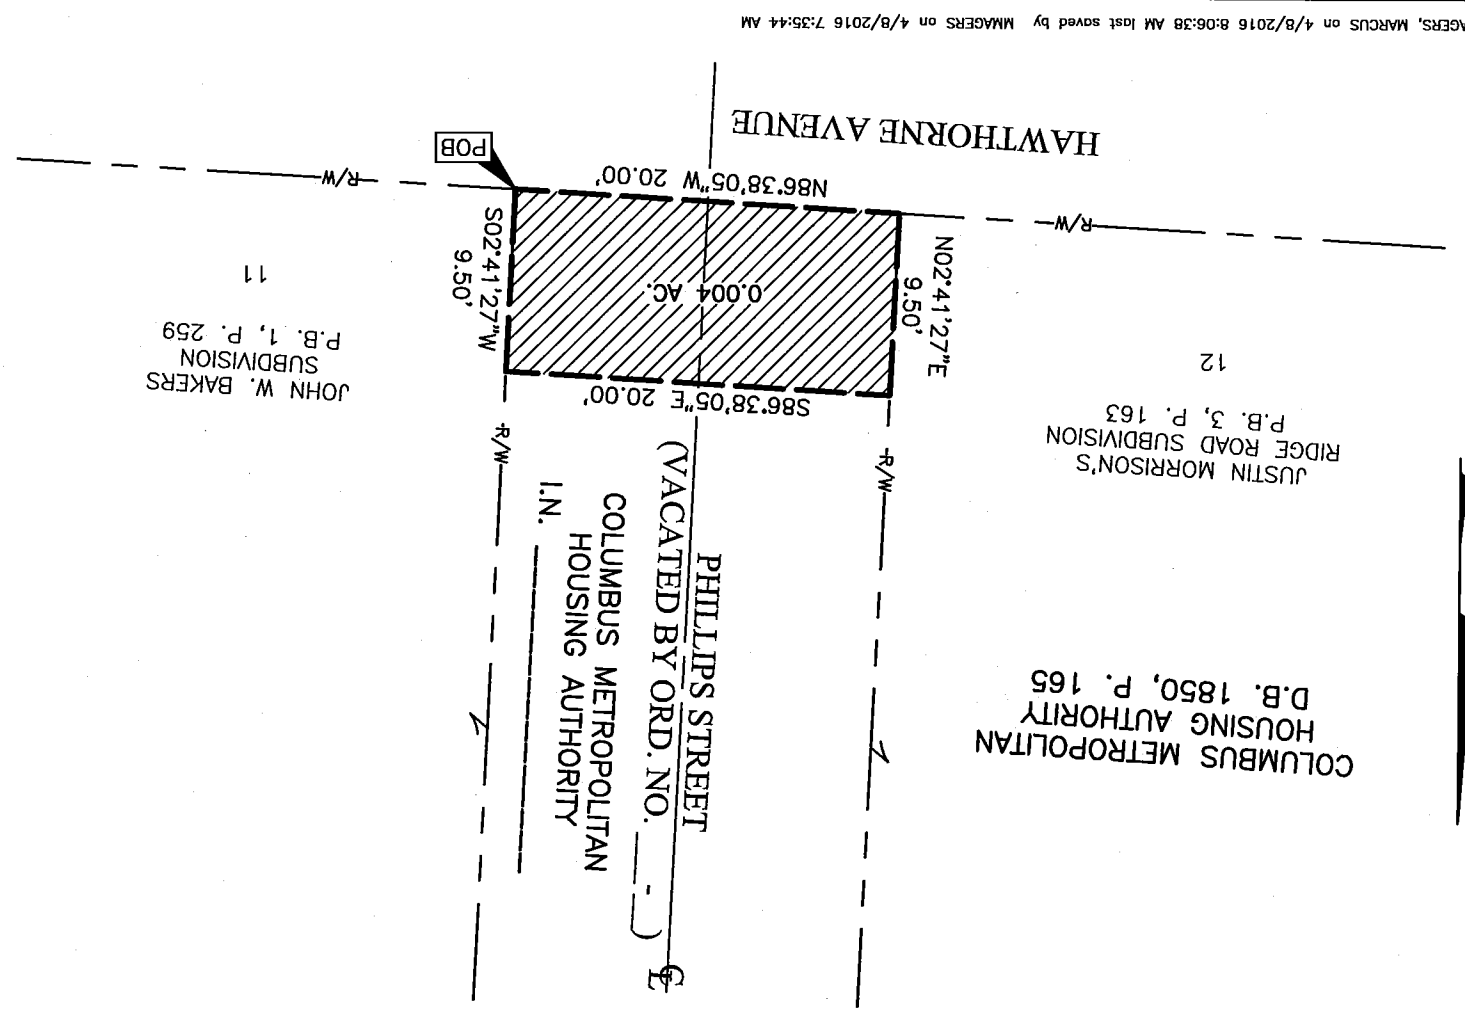 COLUMBUS METROPOLITAN
HOUSING AUTHORITY
D.B. 1850, P. 165
PHILLIPS STREET
(VACATED BY ORD. NO. ___-___)
COLUMBUS METROPOLITAN
HOUSING AUTHORITY
I.N. ________
R/W
R/W
JUSTIN MORRISON'S
RIDGE ROAD SUBDIVISION
P.B. 3, P. 163
12
JOHN W. BAKERS
SUBDIVISION
P.B. 1, P. 259
11
S86°38'05"E 20.00'
N02°41'27"E
9.50'
0.004 AC.
S02°41'27"W
9.50'
N86°38'05"W 20.00'
R/W
R/W
POB
HAWTHORNE AVENUE
AGERS, MARCUS on 4/8/2016 8:06:38 AM last saved by MMAGERS on 4/8/2016 7:35:44 AM